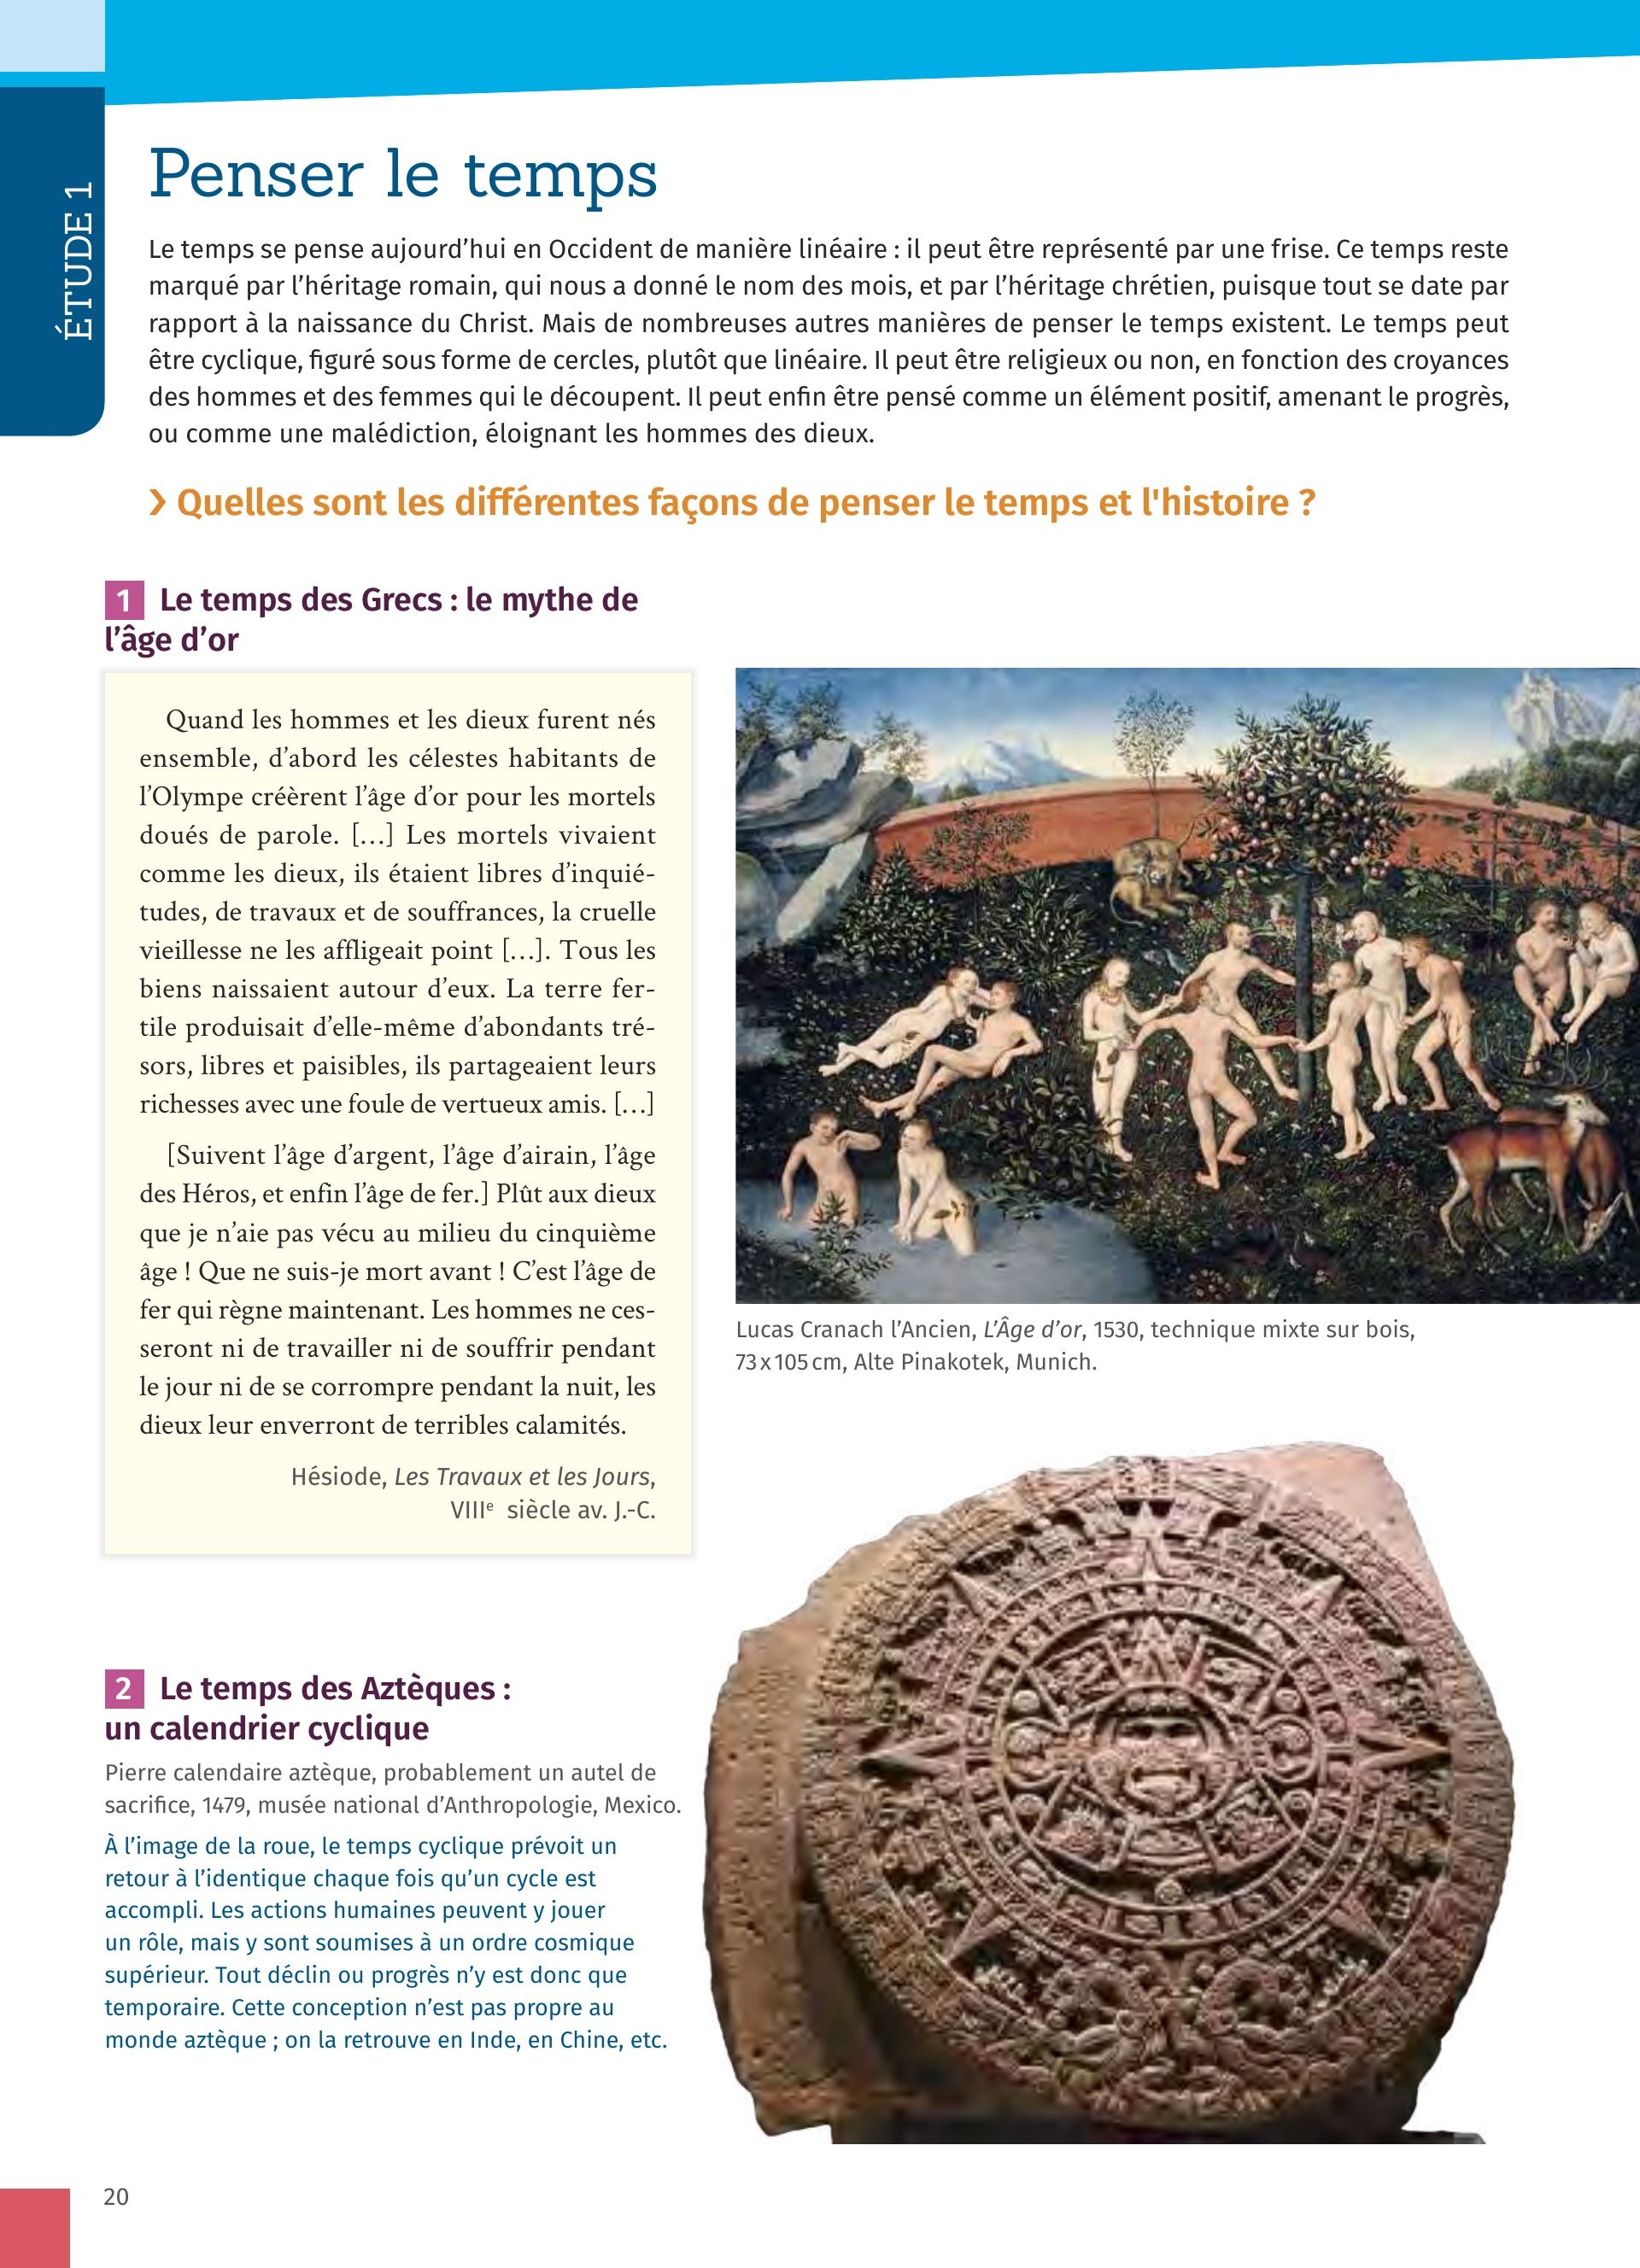 ÉTUDE 1
Penser le temps
Le temps se pense aujourd’hui en Occident de manière linéaire : il peut être représenté par une frise. Ce temps reste
marqué par l’héritage romain, qui nous a donné le nom des mois, et par l’héritage chrétien, puisque tout se date par
rapport à la naissance du Christ. Mais de nombreuses autres manières de penser le temps existent. Le temps peut
être cyclique, figuré sous forme de cercles, plutôt que linéaire. Il peut être religieux ou non, en fonction des croyances
des hommes et des femmes qui le découpent. Il peut enfin être pensé comme un élément positif, amenant le progrès,
ou comme une malédiction, éloignant les hommes des dieux.
› Quelles sont les différentes façons de penser le temps et l'histoire ?
1 Le temps des Grecs : le mythe de
l’âge d’or
Quand les hommes et les dieux furent nés
ensemble, d’abord les célestes habitants de
l’Olympe créèrent l’âge d’or pour les mortels
doués de parole. […] Les mortels vivaient
comme les dieux, ils étaient libres d’inquié-
tudes, de travaux et de souffrances, la cruelle
vieillesse ne les affligeait point […]. Tous les
biens naissaient autour d’eux. La terre fer-
tile produisait d’elle-même d’abondants tré-
sors, libres et paisibles, ils partageaient leurs
richesses avec une foule de vertueux amis. […]
[Suivent l’âge d’argent, l’âge d’airain, l’âge
des Héros, et enfin l’âge de fer.] Plût aux dieux
que je n’aie pas vécu au milieu du cinquième
âge ! Que ne suis-je mort avant ! C’est l’âge de
fer qui règne maintenant. Les hommes ne ces-
seront ni de travailler ni de souffrir pendant
le jour ni de se corrompre pendant la nuit, les
dieux leur enverront de terribles calamités.
Hésiode, Les Travaux et les Jours,
VIIIe siècle av. J.-C.
Lucas Cranach l’Ancien, L’Âge d’or, 1530, technique mixte sur bois,
73 x 105 cm, Alte Pinakotek, Munich.
2 Le temps des Aztèques :
un calendrier cyclique
Pierre calendaire aztèque, probablement un autel de
sacrifice, 1479, musée national d’Anthropologie, Mexico.
À l’image de la roue, le temps cyclique prévoit un
retour à l’identique chaque fois qu’un cycle est
accompli. Les actions humaines peuvent y jouer
un rôle, mais y sont soumises à un ordre cosmique
supérieur. Tout déclin ou progrès n’y est donc que
temporaire. Cette conception n’est pas propre au
monde aztèque ; on la retrouve en Inde, en Chine, etc.
20